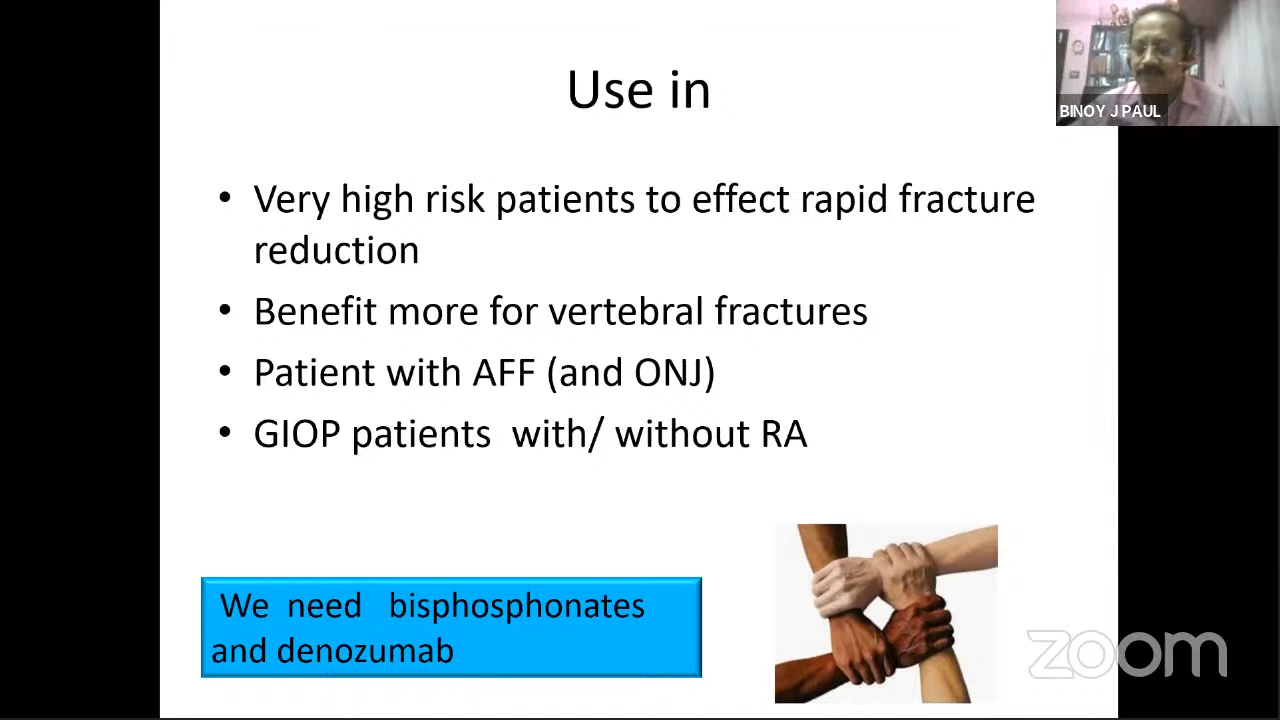 Use in
BINOY J PAUL
• Very high risk patients to effect rapid fracture
reduction
• Benefit more for vertebral fractures
• Patient with AFF (and ONJ)
• GIOP patients with/ without RA
We need bisphosphonates
and denozumab
zoom